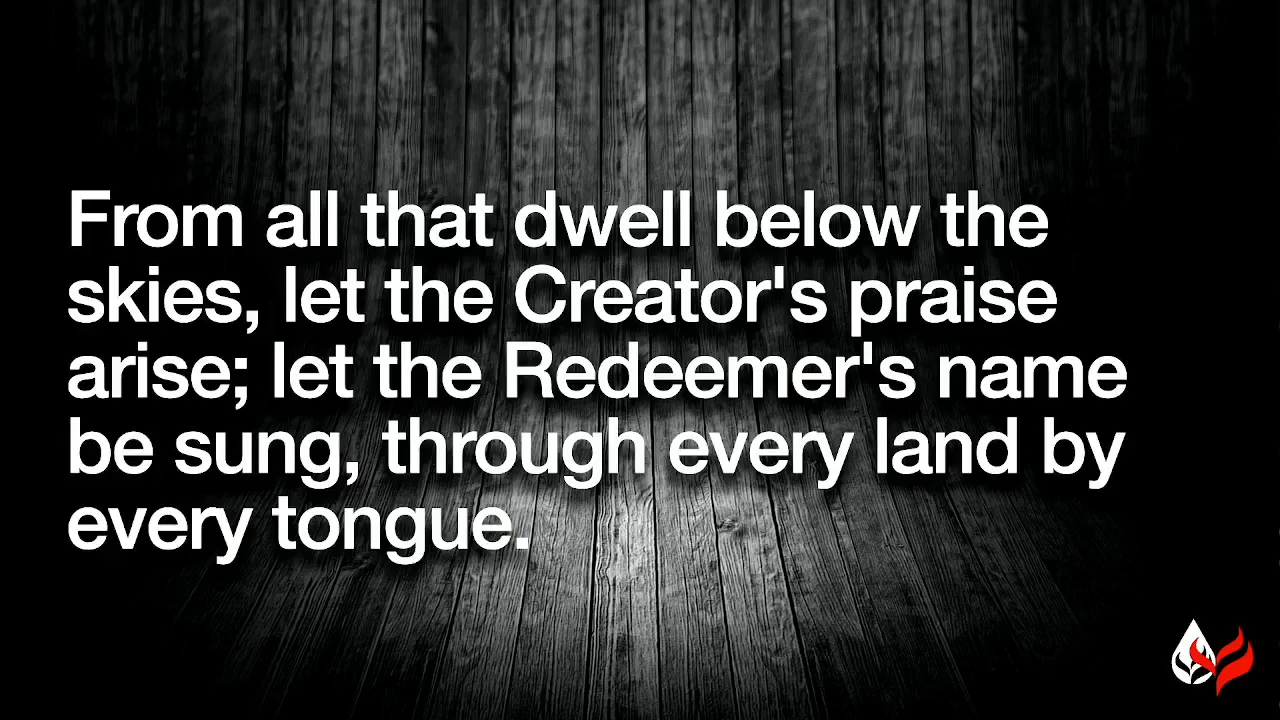 From all that dwell below the
skies, let the Creator's praise
arise; let the Redeemer's name
be sung, through every land by
every tongue.